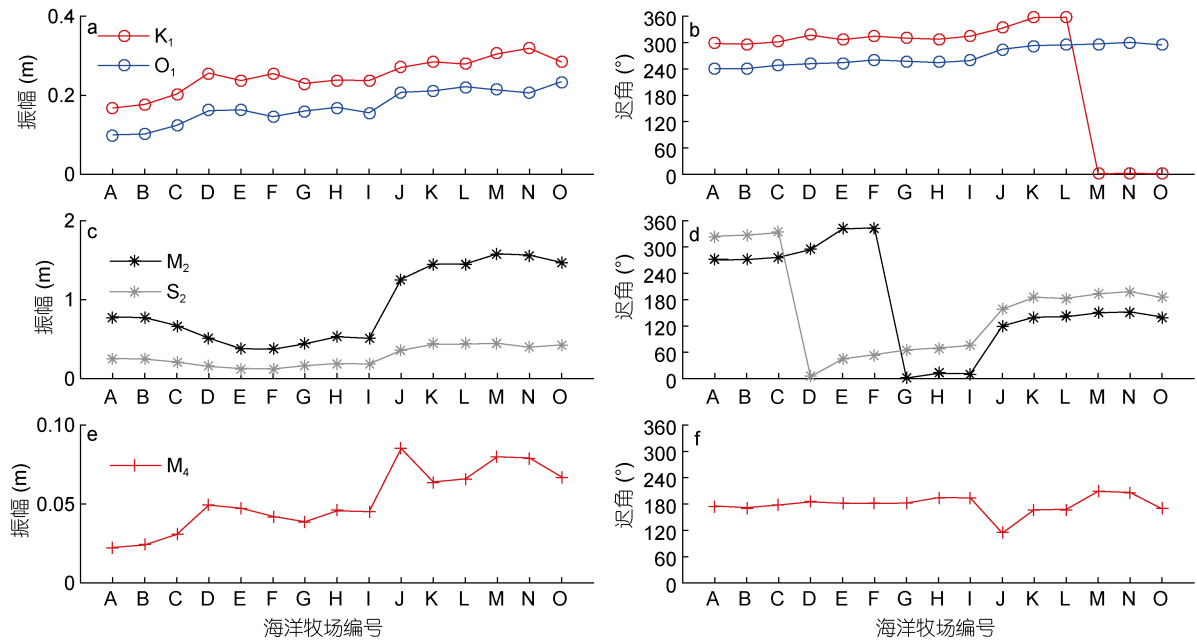 0.4
0.2
0
振幅 (m)
a
K1
O1
A B C D E F G H I J K L M N O
360
300
240
180
120
60
0
迟角 (°)
b
A B C D E F G H I J K L M N O
2
1
0
振幅 (m)
c
M2
S2
A B C D E F G H I J K L M N O
360
300
240
180
120
60
0
迟角 (°)
d
A B C D E F G H I J K L M N O
0.10
0.05
0
振幅 (m)
e
M4
A B C D E F G H I J K L M N O
海洋牧场编号
360
300
240
180
120
60
0
迟角 (°)
f
A B C D E F G H I J K L M N O
海洋牧场编号